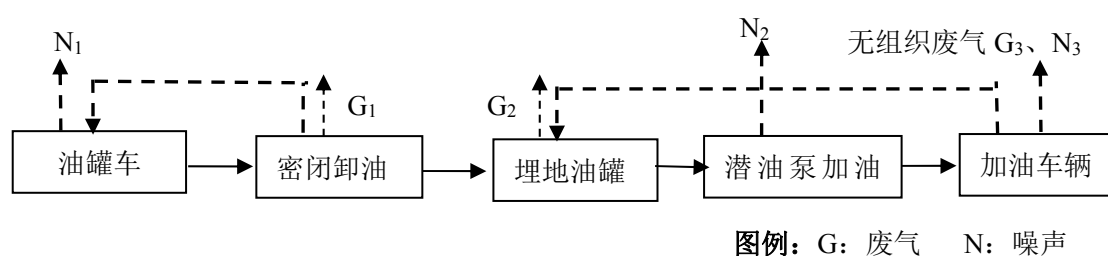 N₁
N₂
无组织废气 G₃、N₃
G₁
G₂
油罐车
密闭卸油
埋地油罐
潜油泵加油
加油车辆
图例：G：废气 N：噪声